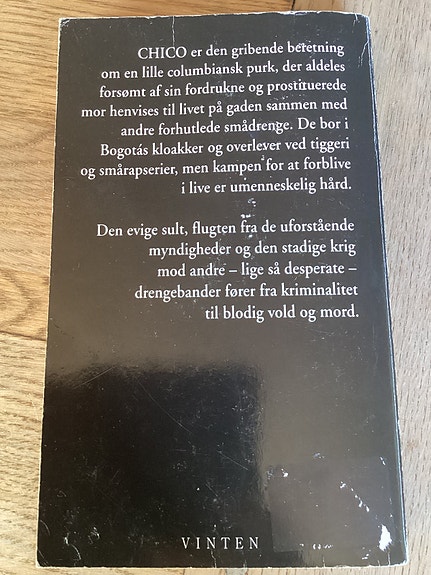 CHICO er den gribende beretning
om en lille columbiansk purk, der aldeles
forsømt af sin fordrukne og prostituerede
mor henvises til livet på gaden sammen med
andre forhutlede smådrenge. De bor i
Bogotás kloakker og overlever ved tiggeri
og smårapserier, men kampen for at forblive
i live er umenneskelig hård.
Den evige sult, flugten fra de uforstående
myndigheder og den stadige krig
mod andre – lige så desperate –
drengebander fører fra kriminalitet
til blodig vold og mord.
VINTEN